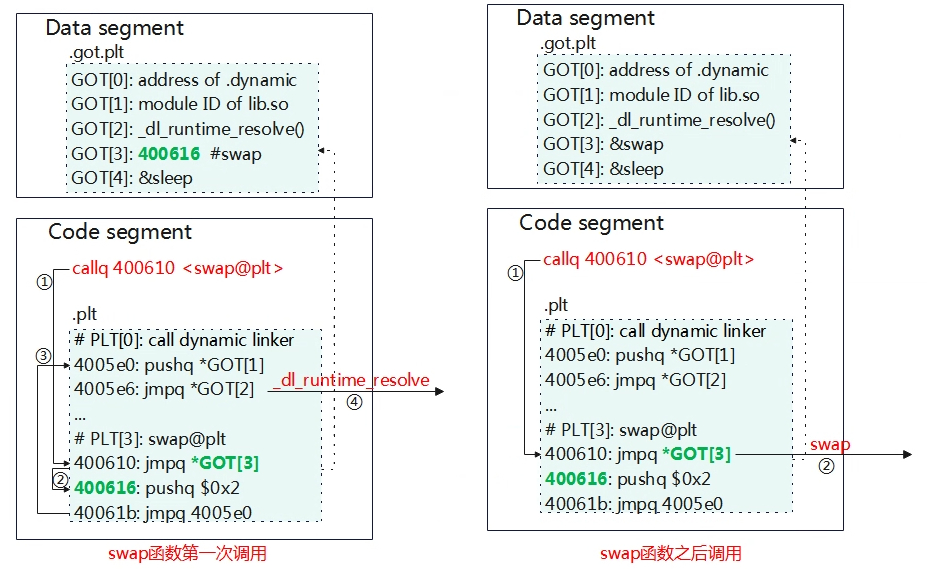 Data segment
.got.plt
GOT[0]: address of .dynamic
GOT[1]: module ID of lib.so
GOT[2]: _dl_runtime_resolve()
GOT[3]: 400616 #swap
GOT[4]: &sleep
Code segment
callq 400610 <swap@plt>
①
.plt
# PLT[0]: call dynamic linker
③
4005e0: pushq *GOT[1]
4005e6: jmpq *GOT[2]
_dl_runtime_resolve
④
...
# PLT[3]: swap@plt
400610: jmpq *GOT[3]
②
400616: pushq $0x2
40061b: jmpq 4005e0
swap函数第一次调用
Data segment
.got.plt
GOT[0]: address of .dynamic
GOT[1]: module ID of lib.so
GOT[2]: _dl_runtime_resolve()
GOT[3]: &swap
GOT[4]: &sleep
Code segment
callq 400610 <swap@plt>
①
.plt
# PLT[0]: call dynamic linker
4005e0: pushq *GOT[1]
4005e6: jmpq *GOT[2]
...
# PLT[3]: swap@plt
400610: jmpq *GOT[3]
swap
②
400616: pushq $0x2
40061b: jmpq 4005e0
swap函数之后调用